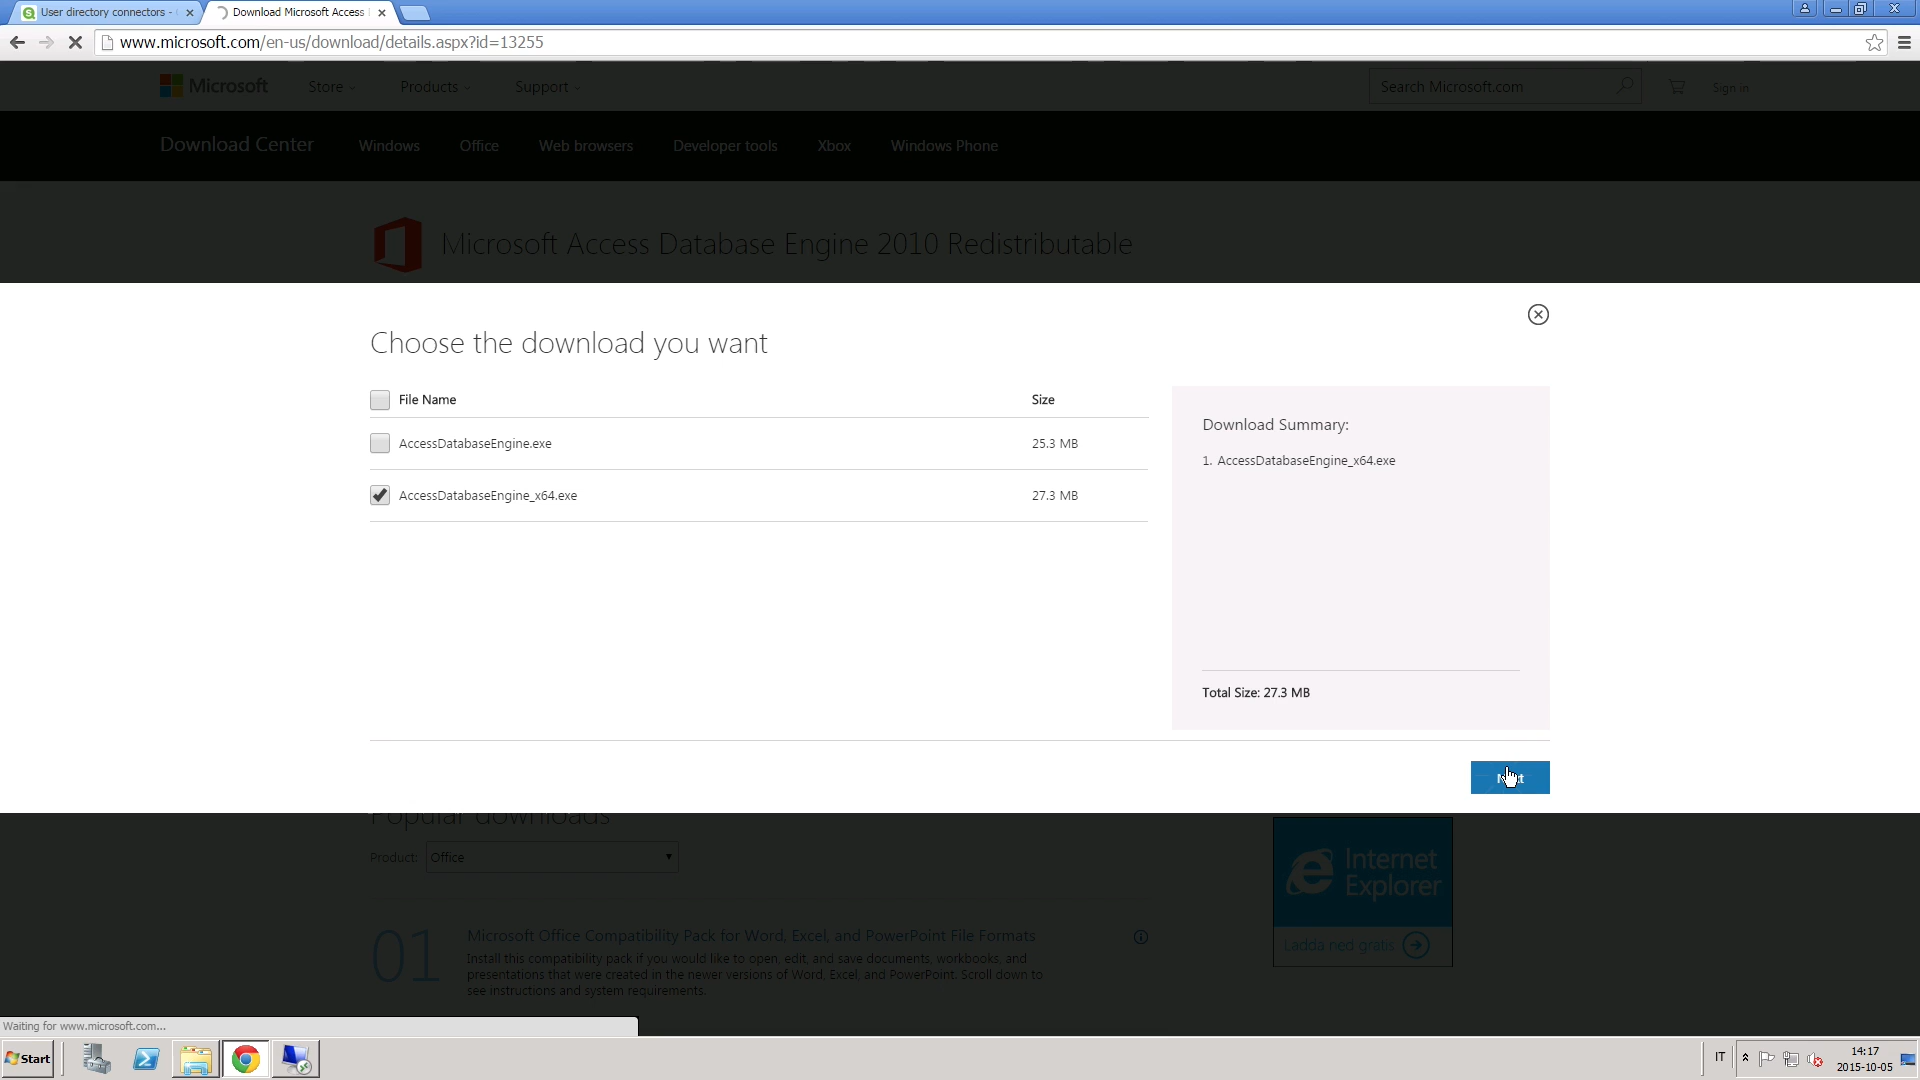 User directory connectors -
Download Microsoft Access
www.microsoft.com/en-us/download/details.aspx?id=13255
Microsoft Store Products Support Search Microsoft.com Sign in
Download Center Windows Office Web browsers Developer tools Xbox Windows Phone
Microsoft Access Database Engine 2010 Redistributable
Choose the download you want
File Name Size
AccessDatabaseEngine.exe 25.3 MB
AccessDatabaseEngine_x64.exe 27.3 MB
Download Summary:
1. AccessDatabaseEngine_x64.exe
Total Size: 27.3 MB
Next
Popular downloads
Product: Office
Internet
Explorer
Ladda ned gratis
01
Microsoft Office Compatibility Pack for Word, Excel, and PowerPoint File Formats
Install this compatibility pack if you would like to open, edit, and save documents, workbooks, and
presentations that were created in the newer versions of Word, Excel, and PowerPoint. Scroll down to
see instructions and system requirements.
Waiting for www.microsoft.com...
Start
IT
14:17
2015-10-05